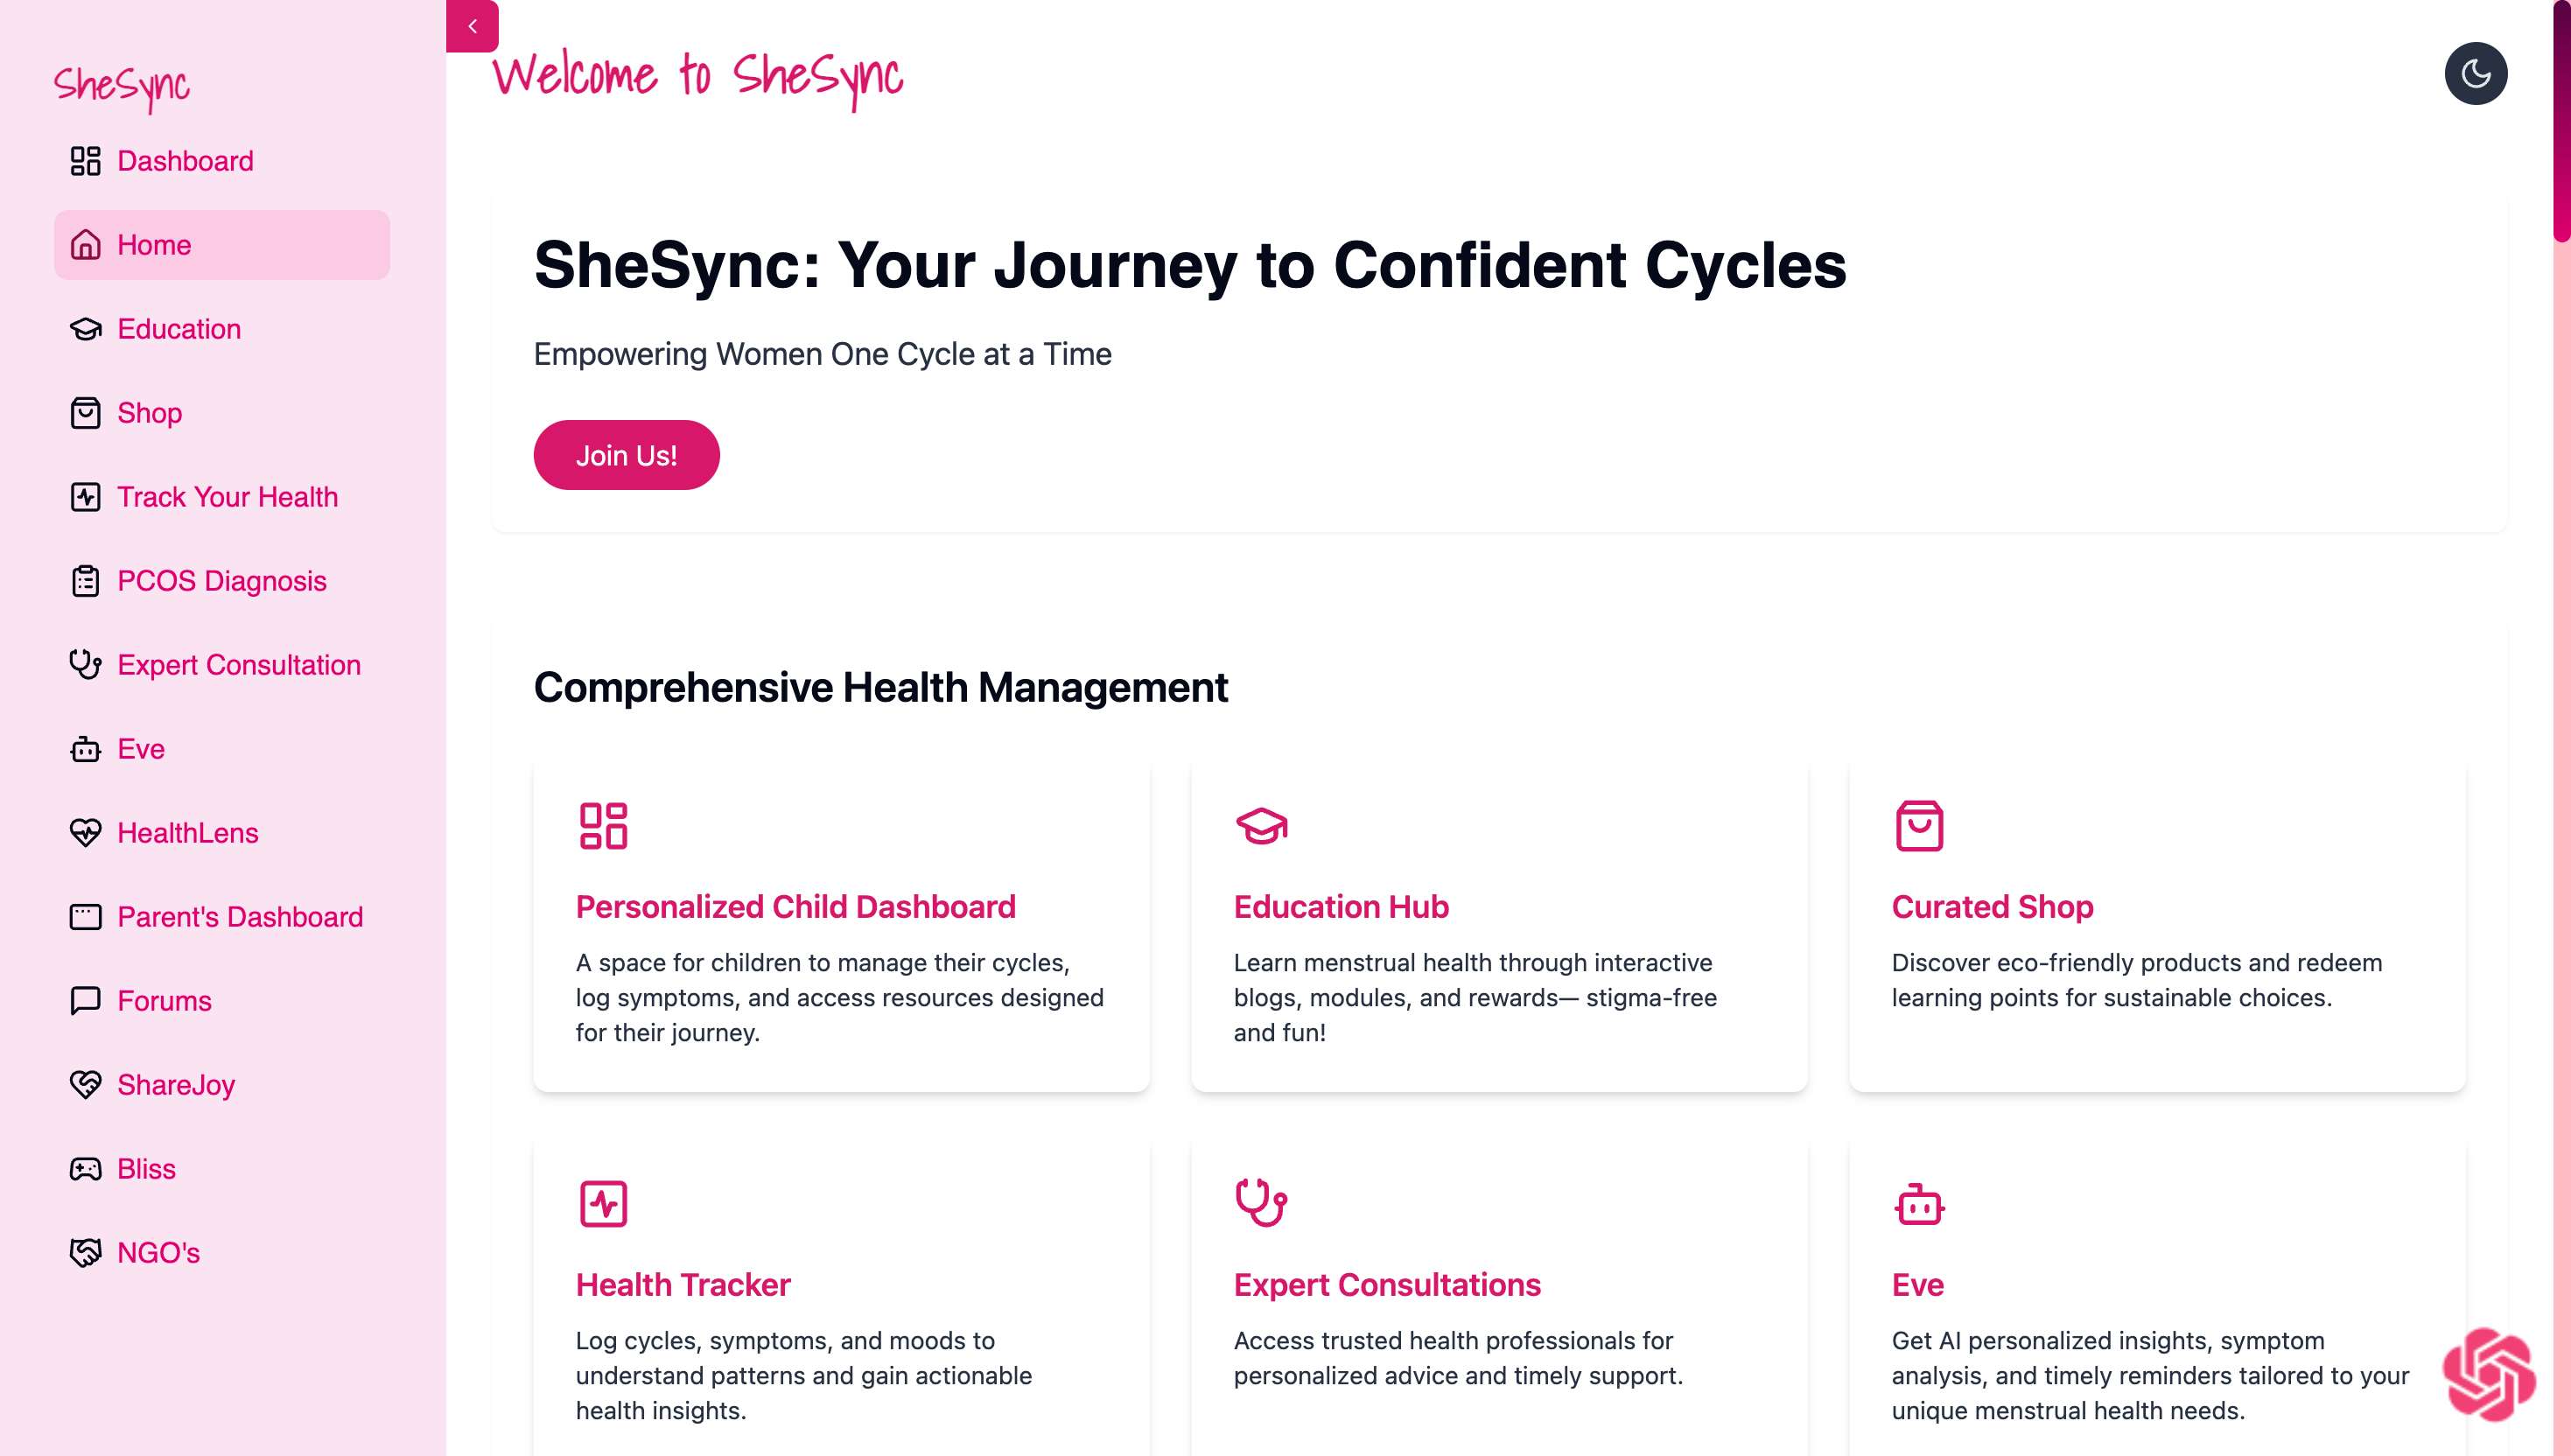 SheSync
Dashboard
Home
Education
Shop
Track Your Health
PCOS Diagnosis
Expert Consultation
Eve
HealthLens
Parent's Dashboard
Forums
ShareJoy
Bliss
NGO's
Welcome to SheSync
SheSync: Your Journey to Confident Cycles
Empowering Women One Cycle at a Time
Join Us!
Comprehensive Health Management
Personalized Child Dashboard
A space for children to manage their cycles,
log symptoms, and access resources designed
for their journey.
Education Hub
Learn menstrual health through interactive
blogs, modules, and rewards— stigma-free
and fun!
Curated Shop
Discover eco-friendly products and redeem
learning points for sustainable choices.
Health Tracker
Log cycles, symptoms, and moods to
understand patterns and gain actionable
health insights.
Expert Consultations
Access trusted health professionals for
personalized advice and timely support.
Eve
Get AI personalized insights, symptom
analysis, and timely reminders tailored to your
unique menstrual health needs.